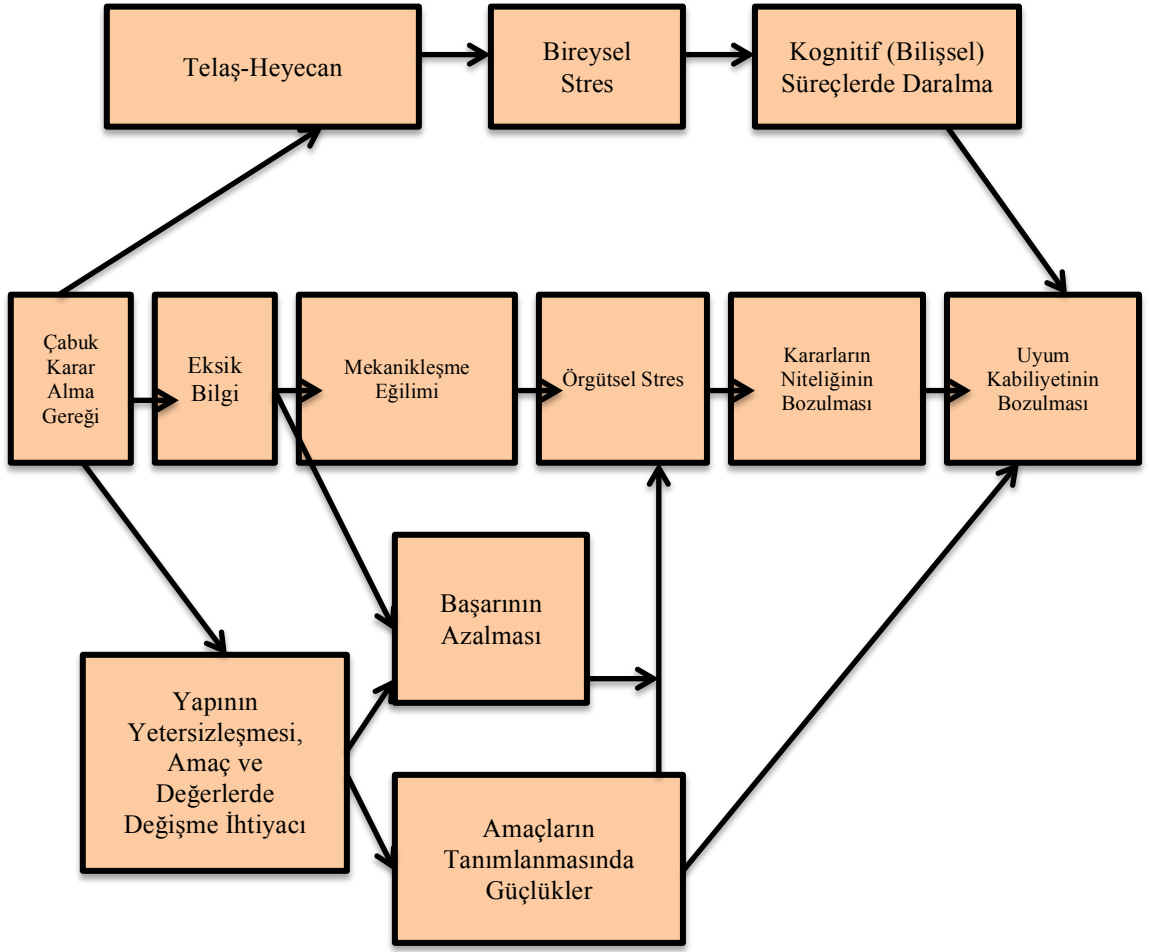 Telaş-Heyecan
Bireysel
Stres
Kognitif (Bilişsel)
Süreçlerde Daralma
Çabuk
Karar
Alma
Gereği
Eksik
Bilgi
Mekanikleşme
Eğilimi
Örgütsel Stres
Kararların
Niteliğinin
Bozulması
Uyum
Kabiliyetinin
Bozulması
Başarının
Azalması
Yapının
Yetersizleşmesi,
Amaç ve
Değerlerde
Değişme İhtiyacı
Amaçların
Tanımlanmasında
Güçlükler